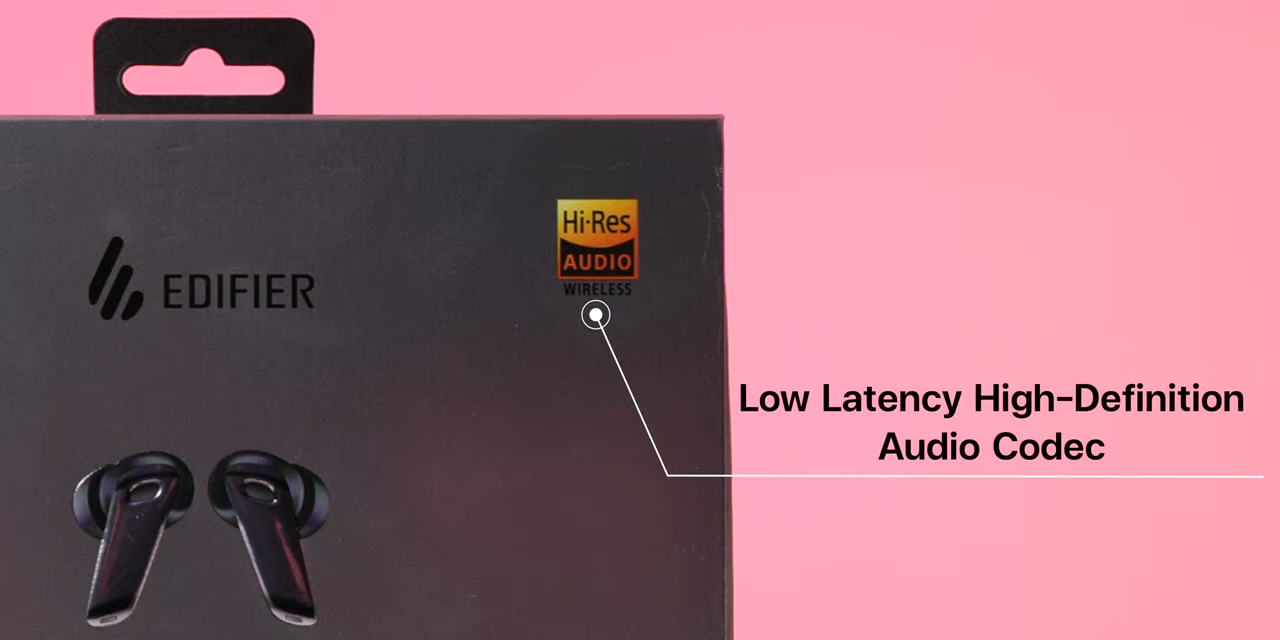 EDIFIER
Hi·Res
AUDIO
WIRELESS
Low Latency High-Definition
Audio Codec